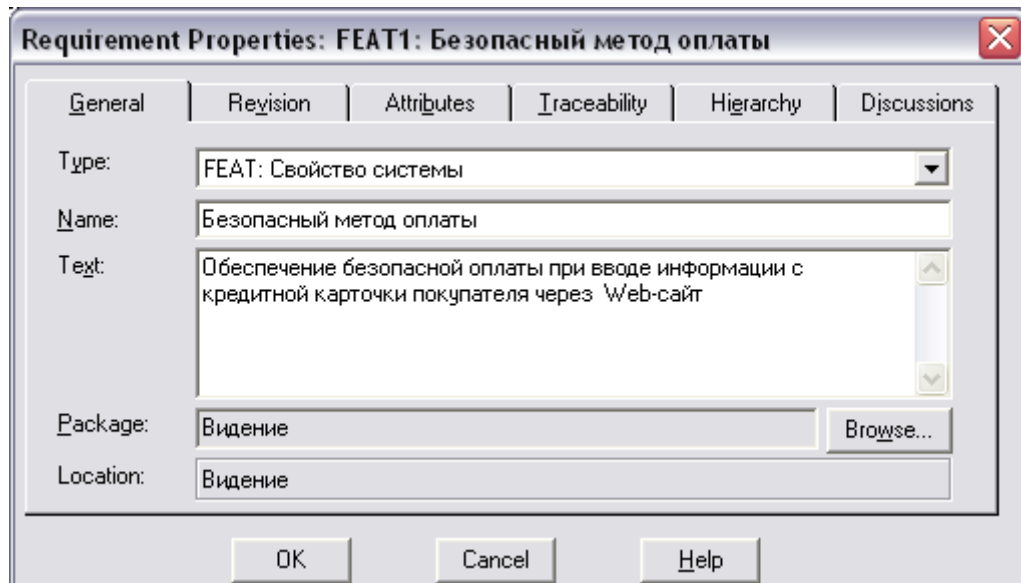 Requirement Properties: FEAT1: Безопасный метод оплаты
General Revision Attributes Traceability Hierarchy Discussions
Type: FEAT: Свойство системы
Name: Безопасный метод оплаты
Text: Обеспечение безопасной оплаты при вводе информации с
кредитной карточки покупателя через Web-сайт
Package: Видение Browse...
Location: Видение
OK Cancel Help